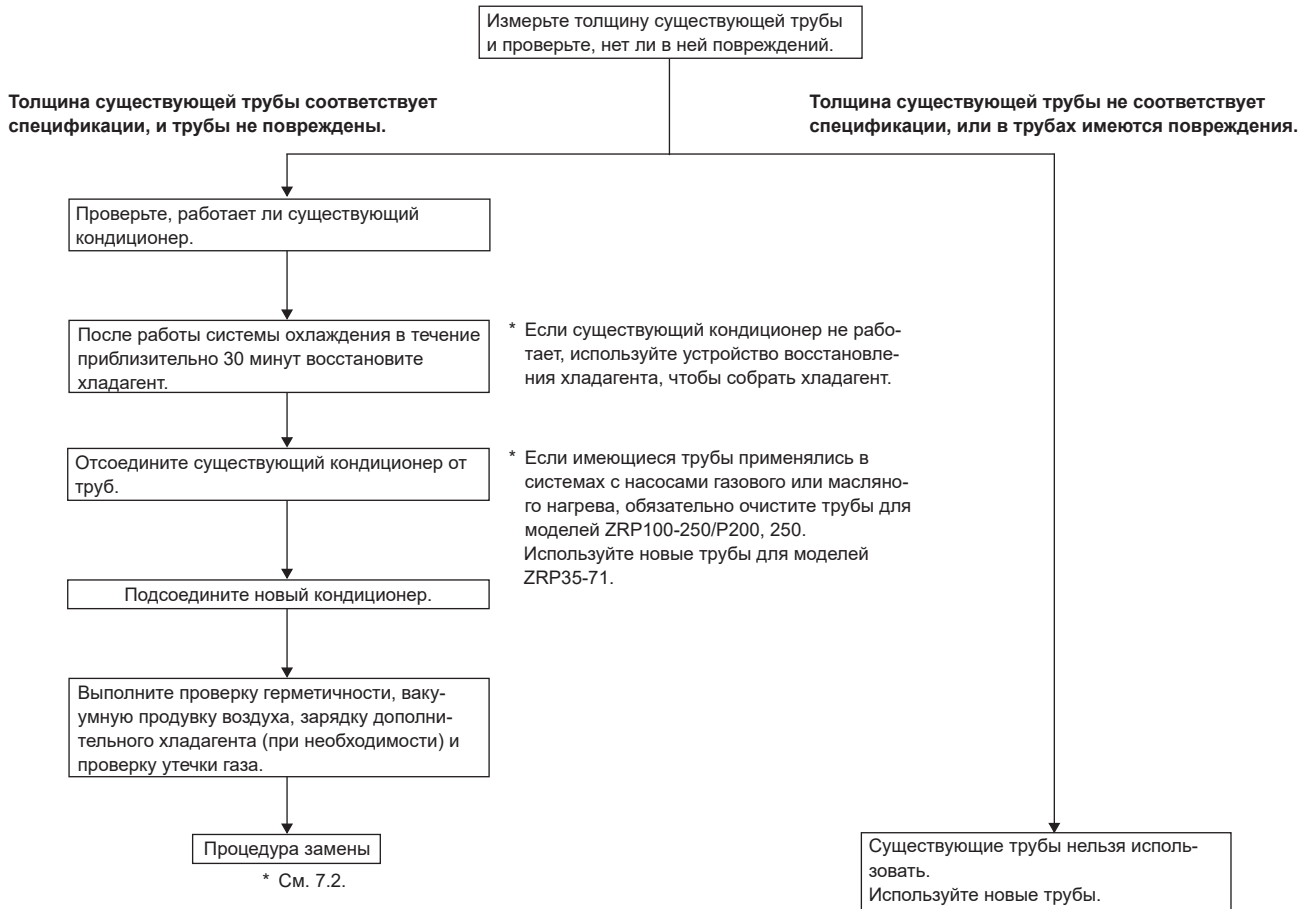 Измерьте толщину существующей трубы
и проверьте, нет ли в ней повреждений.
Толщина существующей трубы соответствует
спецификации, и трубы не повреждены.
Толщина существующей трубы не соответствует
спецификации, или в трубах имеются повреждения.
Проверьте, работает ли существующий
кондиционер.
После работы системы охлаждения в течение
приблизительно 30 минут восстановите
хладагент.
* Если существующий кондиционер не рабо-
тает, используйте устройство восстановле-
ния хладагента, чтобы собрать хладагент.
Отсоедините существующий кондиционер от
труб.
* Если имеющиеся трубы применялись в
системах с насосами газового или масляно-
го нагрева, обязательно очистите трубы для
моделей ZRP100-250/P200, 250.
Используйте новые трубы для моделей
ZRP35-71.
Подсоедините новый кондиционер.
Выполните проверку герметичности, ваку-
умную продувку воздуха, зарядку дополни-
тельного хладагента (при необходимости) и
проверку утечки газа.
Процедура замены
* См. 7.2.
Существующие трубы нельзя исполь-
зовать.
Используйте новые трубы.